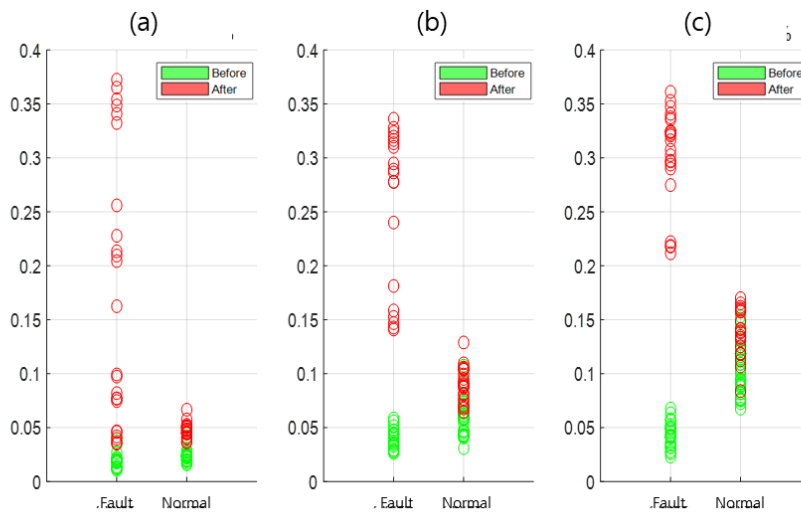 (a) (b) (c)
0.4 0.4 0.4
Before Before Before
After After After
0.35 0.35 0.35
0.3 0.3 0.3
0.25 0.25 0.25
0.2 0.2 0.2
0.15 0.15 0.15
0.1 0.1 0.1
0.05 0.05 0.05
0 0 0
Fault Normal Fault Normal Fault Normal